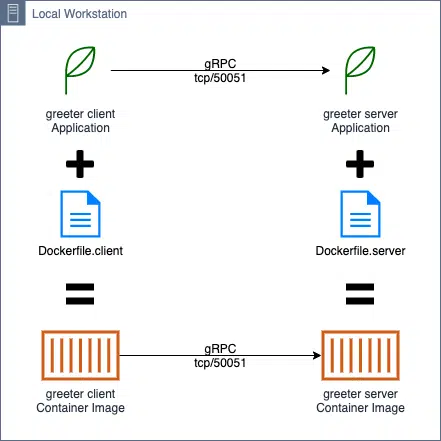 Local Workstation
gRPC
tcp/50051
greeter client
Application
greeter server
Application
Dockerfile.client
Dockerfile.server
gRPC
tcp/50051
greeter client
Container Image
greeter server
Container Image